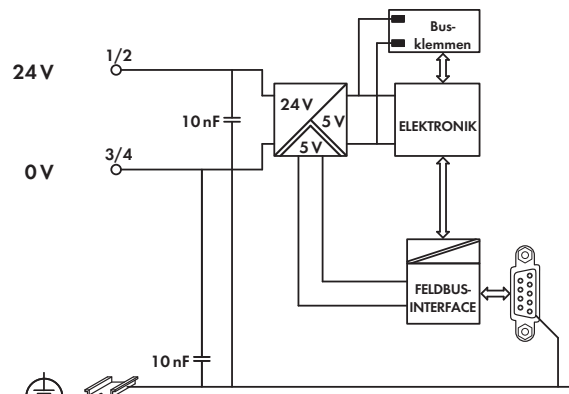 Bus-
klemmen
24 V
1/2
24 V
5 V
5 V
10 nF
ELEKTRONIK
0 V
3/4
FELDBUS-
INTERFACE
10 nF